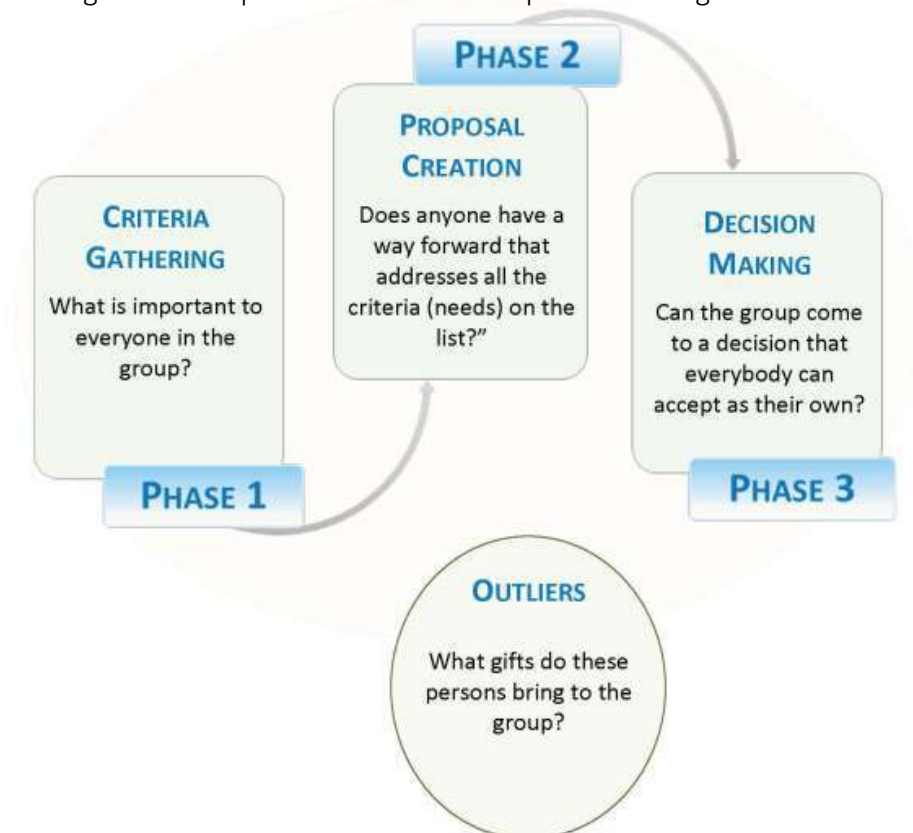 PHASE 1
CRITERIA
GATHERING
What is important to
everyone in the
group?
PHASE 2
PROPOSAL
CREATION
Does anyone have a
way forward that
addresses all the
criteria (needs) on the
list?”
DECISION
MAKING
Can the group come
to a decision that
everybody can
accept as their own?
PHASE 3
OUTLIERS
What gifts do these
persons bring to the
group?